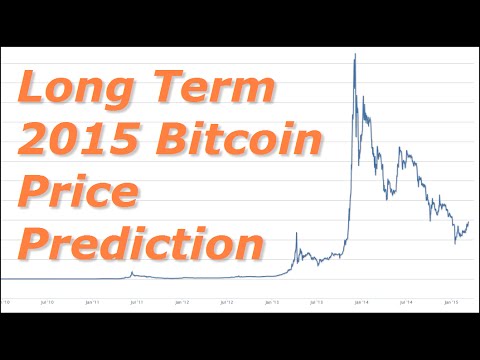 Long Term
2015 Bitcoin
Price
Prediction
Jul '10 Jan '11 Jul '11 Jan '12 Jul '12 Jan '13 Jul '13 Jan '14 Jul '14 Jan '15